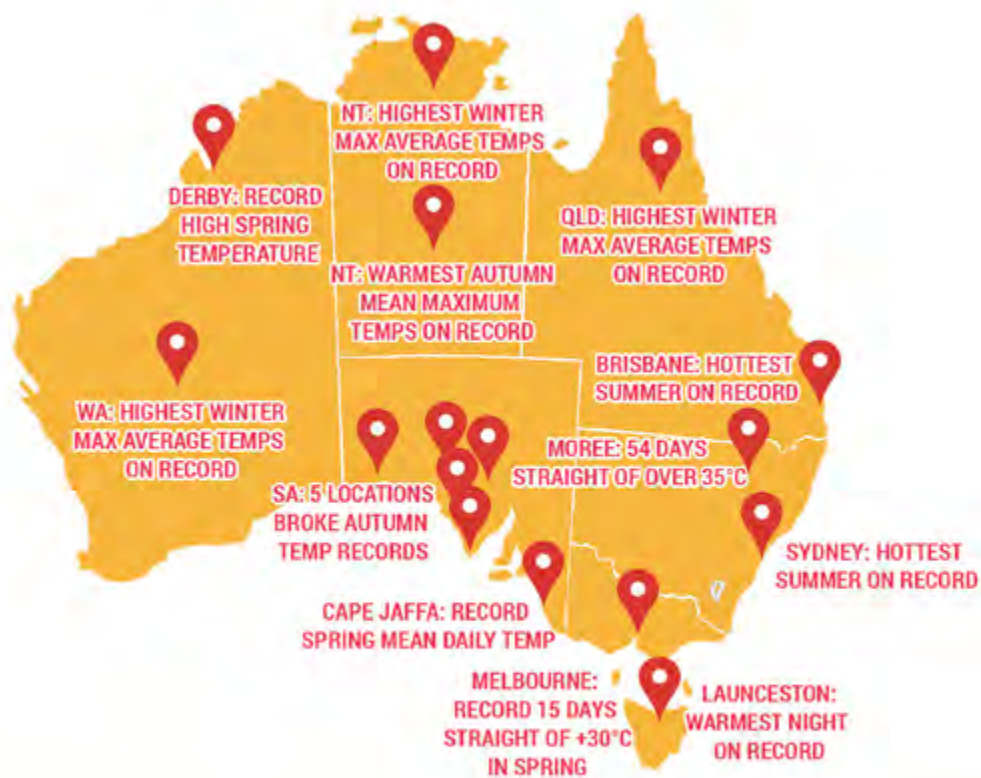 NT: HIGHEST WINTER
MAX AVERAGE TEMPS
ON RECORD
DERBY: RECORD
HIGH SPRING
TEMPERATURE
QLD: HIGHEST WINTER
MAX AVERAGE TEMPS
ON RECORD
NT: WARMEST AUTUMN
MEAN MAXIMUM
TEMPS ON RECORD
BRISBANE: HOTTEST
SUMMER ON RECORD
WA: HIGHEST WINTER
MAX AVERAGE TEMPS
ON RECORD
MOREE: 54 DAYS
STRAIGHT OF OVER 35°C
SA: 5 LOCATIONS
BROKE AUTUMN
TEMP RECORDS
SYDNEY: HOTTEST
SUMMER ON RECORD
CAPE JAFFA: RECORD
SPRING MEAN DAILY TEMP
MELBOURNE:
RECORD 15 DAYS
STRAIGHT OF +30°C
IN SPRING
LAUNCESTON:
WARMEST NIGHT
ON RECORD